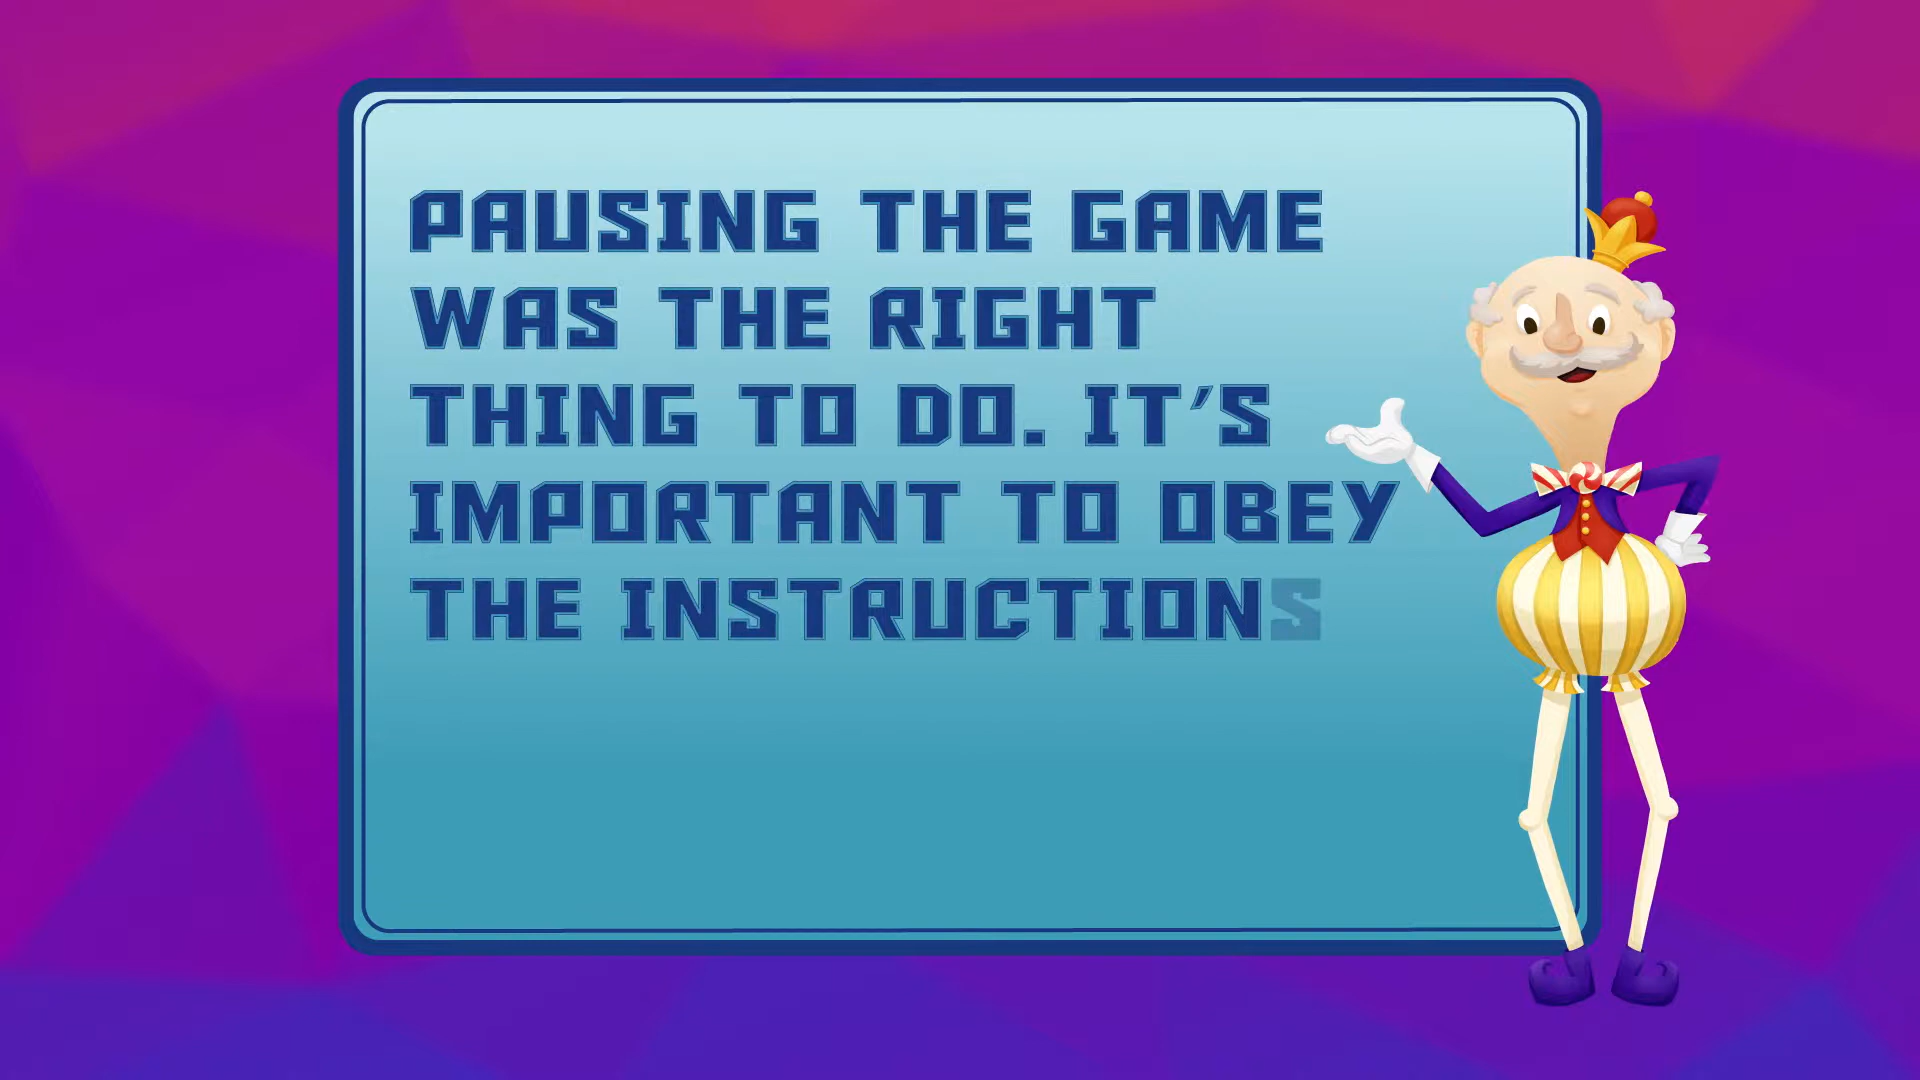 PAUSING THE GAME
WAS THE RIGHT
THING TO DO. IT'S
IMPORTANT TO OBEY
THE INSTRUCTIONS